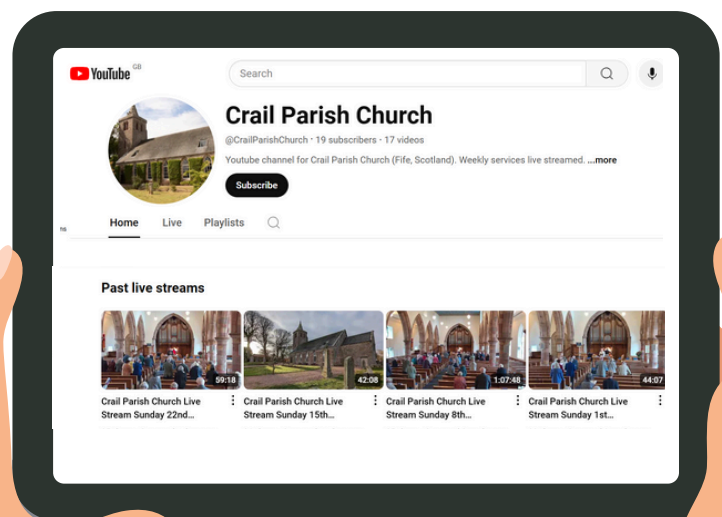 YouTube GB
Search
Crail Parish Church
@CrailParishChurch · 19 subscribers · 17 videos
Youtube channel for Crail Parish Church (Fife, Scotland). Weekly services live streamed. ...more
Subscribe
Home Live Playlists
Past live streams
59:18 42:08 1:07:48 44:07
Crail Parish Church Live
Stream Sunday 22nd...
Crail Parish Church Live
Stream Sunday 15th...
Crail Parish Church Live
Stream Sunday 8th...
Crail Parish Church Live
Stream Sunday 1st...